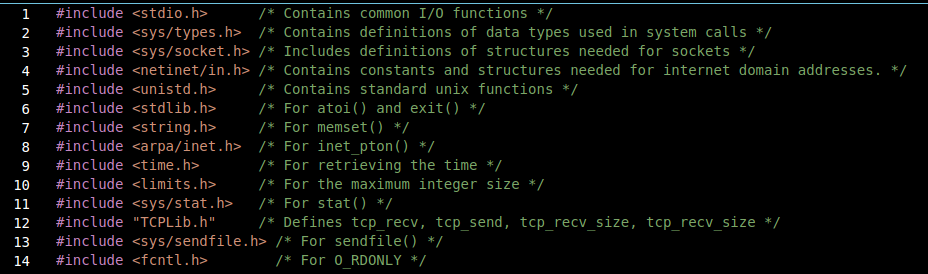 1 #include <stdio.h> /* Contains common I/O functions */
2 #include <sys/types.h> /* Contains definitions of data types used in system calls */
3 #include <sys/socket.h> /* Includes definitions of structures needed for sockets */
4 #include <netinet/in.h> /* Contains constants and structures needed for internet domain addresses. */
5 #include <unistd.h> /* Contains standard unix functions */
6 #include <stdlib.h> /* For atoi() and exit() */
7 #include <string.h> /* For memset() */
8 #include <arpa/inet.h> /* For inet_pton() */
9 #include <time.h> /* For retrieving the time */
10 #include <limits.h> /* For the maximum integer size */
11 #include <sys/stat.h> /* For stat() */
12 #include "TCPLib.h" /* Defines tcp_recv, tcp_send, tcp_recv_size, tcp_recv_size */
13 #include <sys/sendfile.h> /* For sendfile() */
14 #include <fcntl.h> /* For O_RDONLY */